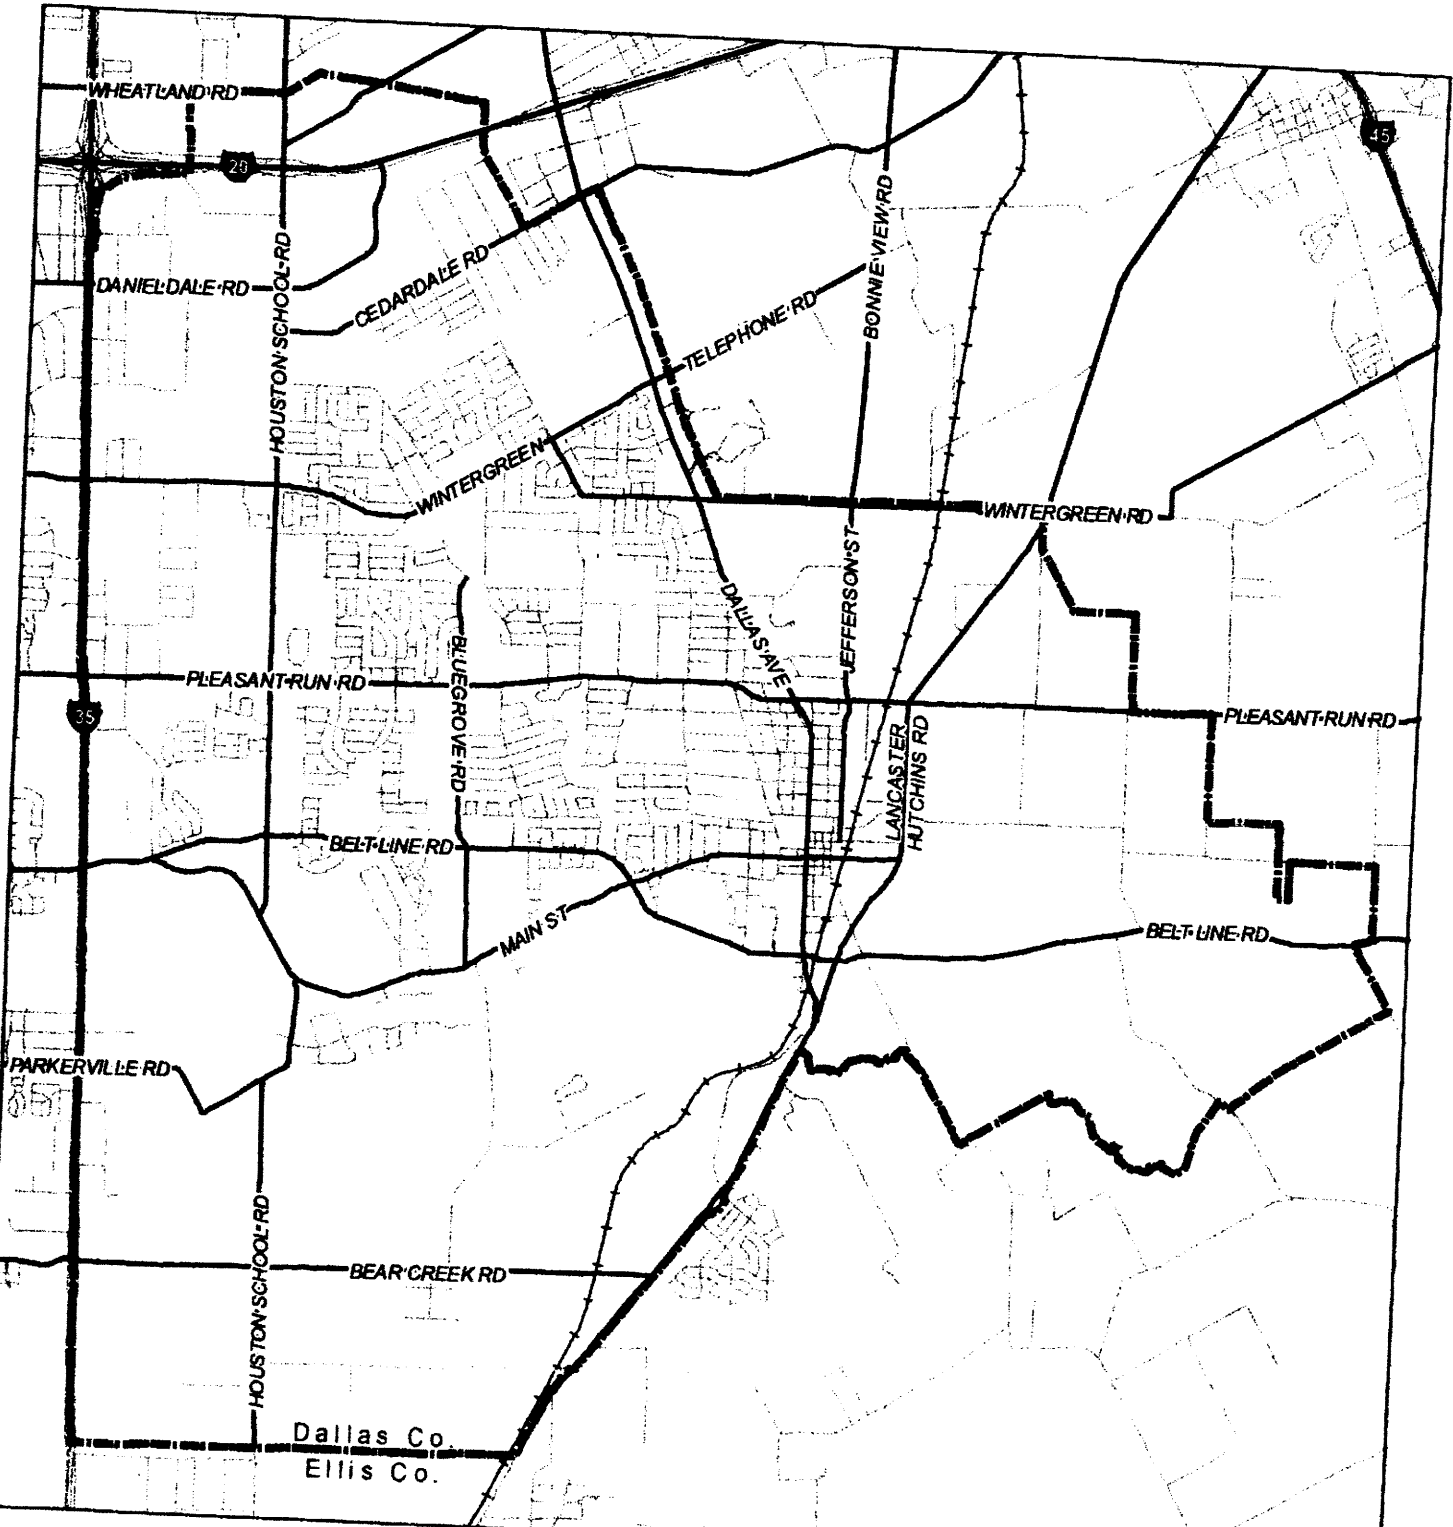 WHEATLAND RD
45
20
BONNIE VIEW RD
HOUSTON SCHOOL RD
DANIELDALE RD
CEDARDALE RD
TELEPHONE RD
WINTERGREEN
WINTERGREEN RD
JEFFERSON ST
DALLAS AVE
BLUEGROVE RD
PLEASANT RUN RD
PLEASANT RUN RD
35
LANCASTER
HUTCHINS RD
BELT LINE RD
MAIN ST
BELT LINE RD
PARKERVILLE RD
HOUSTON SCHOOL RD
BEAR CREEK RD
Dallas Co.
Ellis Co.